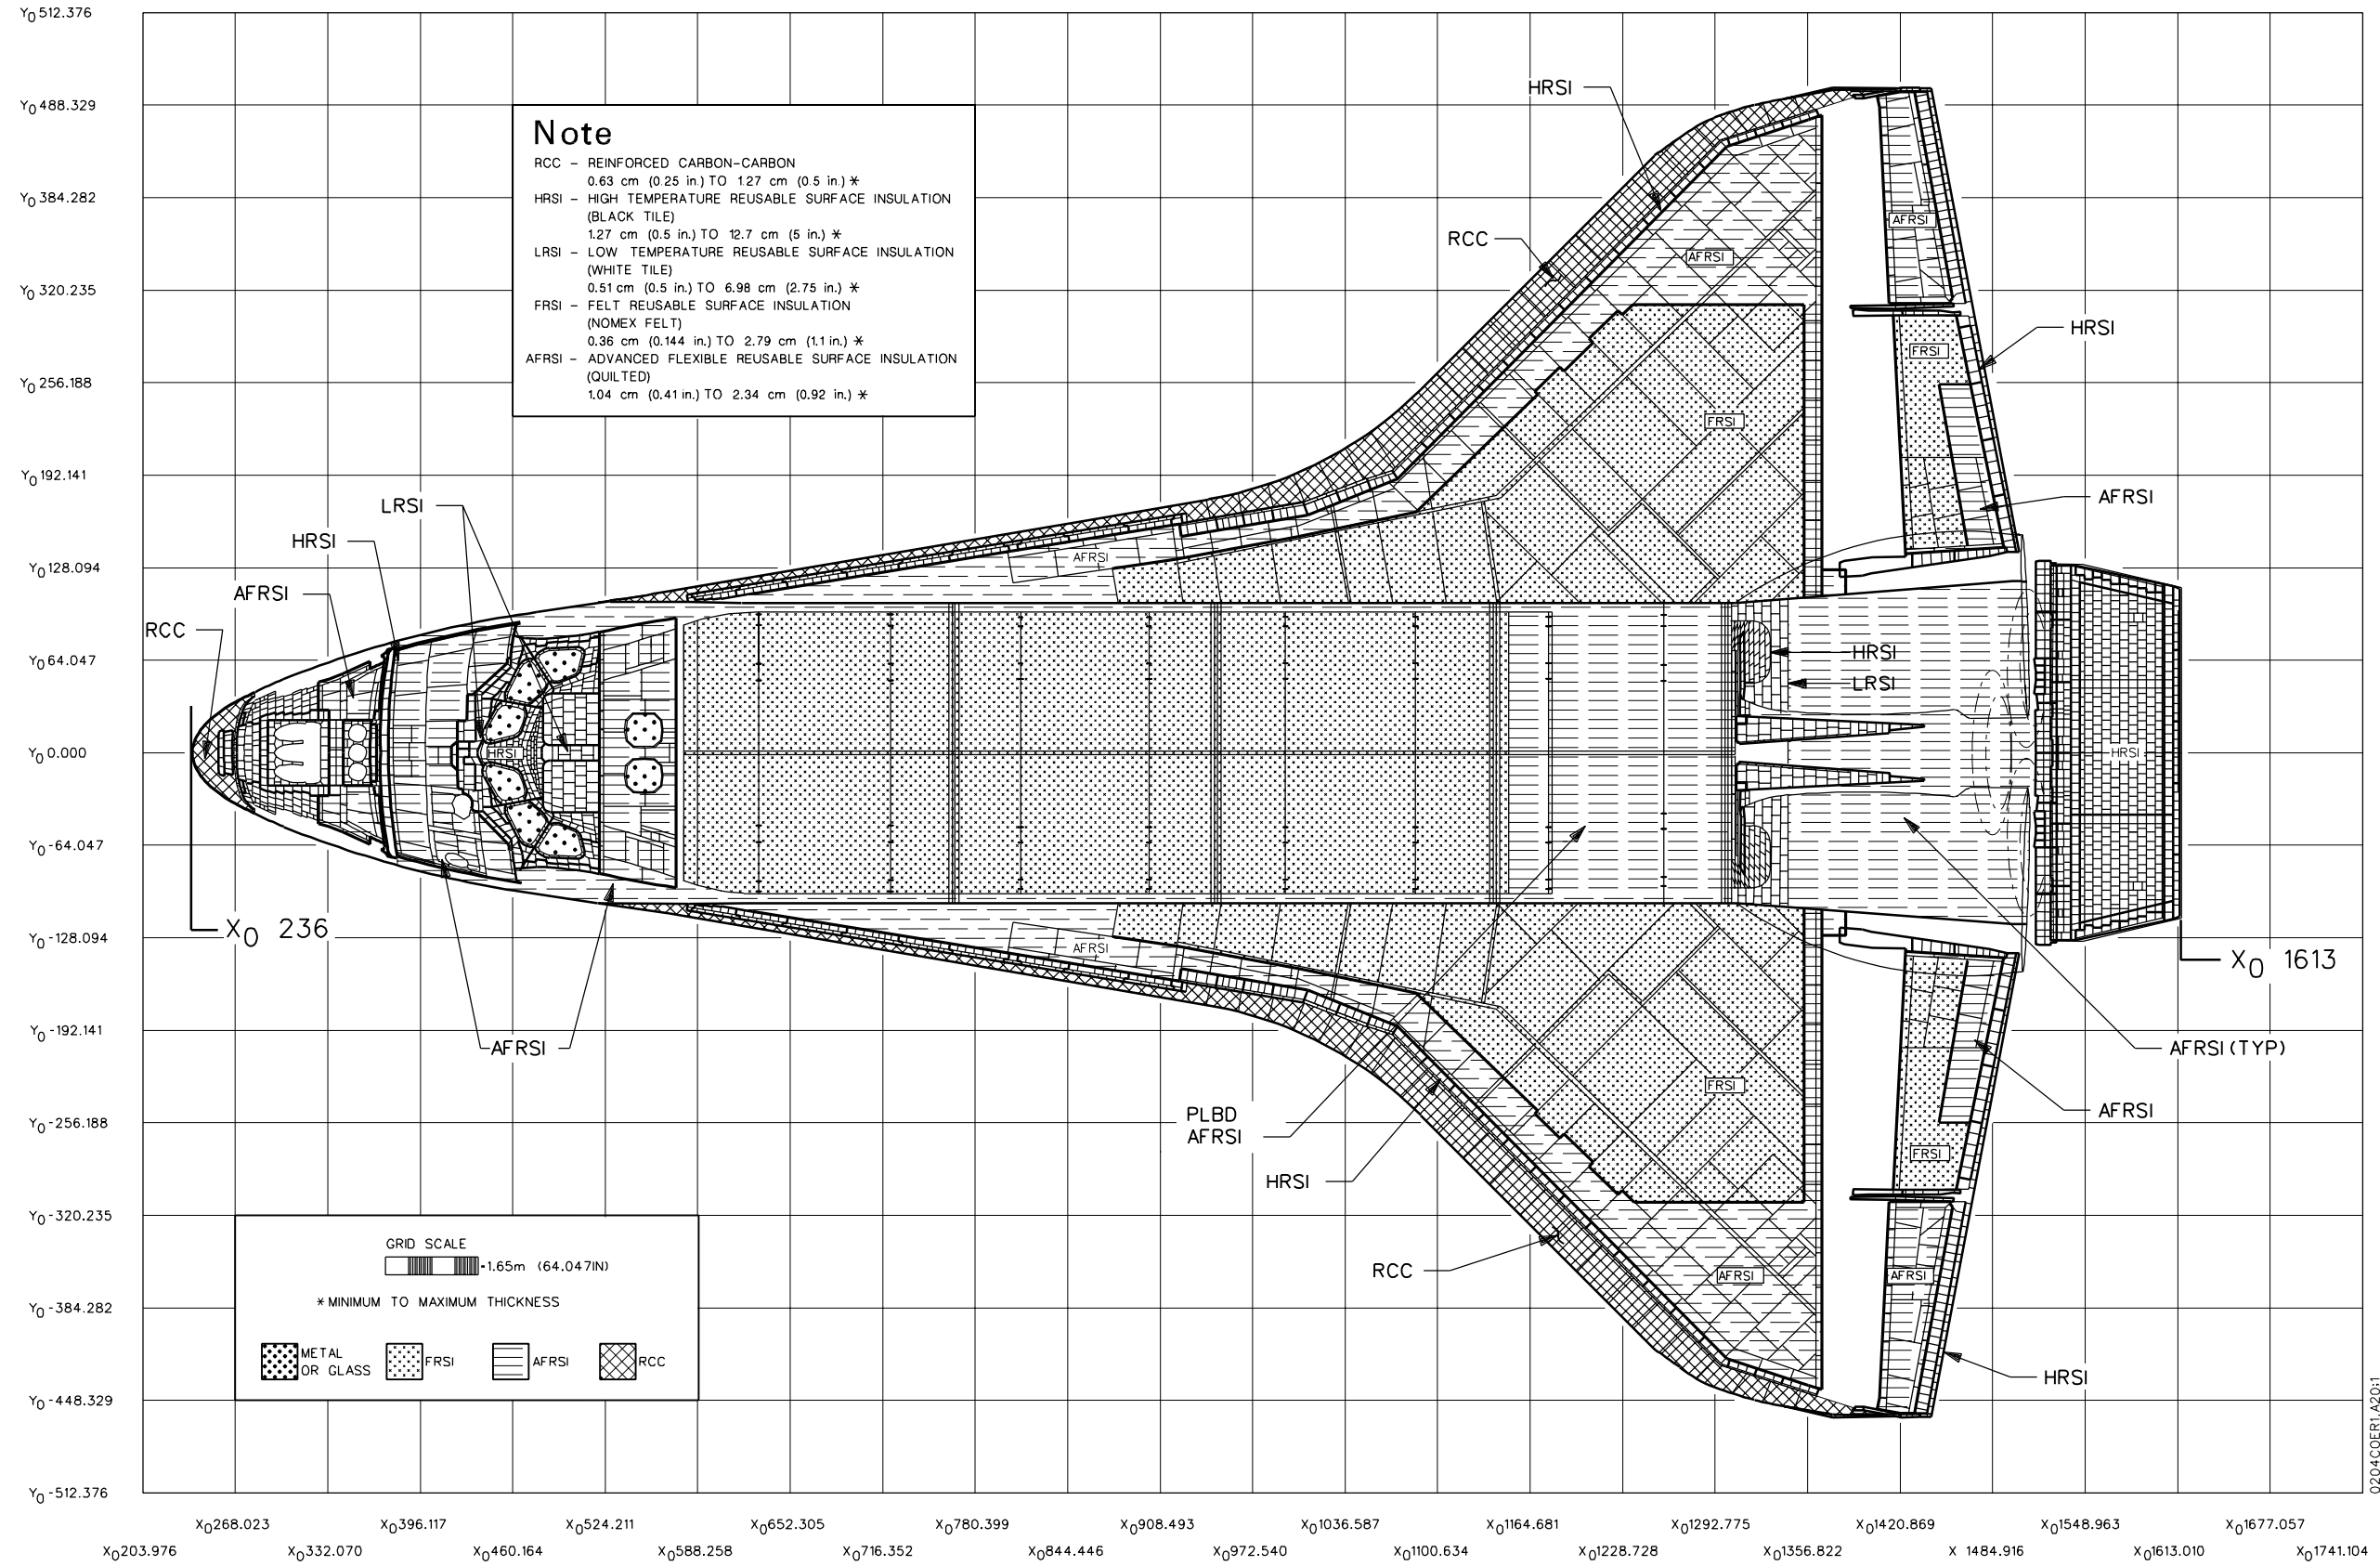 Y0 512.376
Y0 488.329
Y0 384.282
Y0 320.235
Y0 256.188
Y0 192.141
Y0 128.094
Y0 64.047
Y0 0.000
Y0 -64.047
Y0 -128.094
Y0 -192.141
Y0 -256.188
Y0 -320.235
Y0 -384.282
Y0 -448.329
Y0 -512.376
Note
RCC - REINFORCED CARBON-CARBON
0.63 cm (0.25 in.) TO 1.27 cm (0.5 in.) *
HRSI - HIGH TEMPERATURE REUSABLE SURFACE INSULATION
(BLACK TILE)
1.27 cm (0.5 in.) TO 12.7 cm (5 in.) *
LRSI - LOW TEMPERATURE REUSABLE SURFACE INSULATION
(WHITE TILE)
0.51 cm (0.5 in.) TO 6.98 cm (2.75 in.) *
FRSI - FELT REUSABLE SURFACE INSULATION
(NOMEX FELT)
0.36 cm (0.144 in.) TO 2.79 cm (1.1 in.) *
AFRSI - ADVANCED FLEXIBLE REUSABLE SURFACE INSULATION
(QUILTED)
1.04 cm (0.41 in.) TO 2.34 cm (0.92 in.) *
HRSI
RCC
AFRSI
AFRSI
HRSI
FRSI
FRSI
AFRSI
LRSI
HRSI
AFRSI
RCC
AFRSI
HRSI
LRSI
HRSI
HRSI
X0 236
X0 1613
AFRSI
AFRSI
AFRSI (TYP)
FRSI
PLBD
AFRSI
AFRSI
FRSI
HRSI
RCC
AFRSI
AFRSI
HRSI
GRID SCALE
=1.65m (64.047IN)
* MINIMUM TO MAXIMUM THICKNESS
METAL
OR GLASS
FRSI
AFRSI
RCC
0204COER1.A20;1
X0268.023
X0396.117
X0524.211
X0652.305
X0780.399
X0908.493
X01036.587
X01164.681
X01292.775
X01420.869
X01548.963
X01677.057
X0203.976
X0332.070
X0460.164
X0588.258
X0716.352
X0844.446
X0972.540
X01100.634
X01228.728
X01356.822
X 1484.916
X01613.010
X01741.104